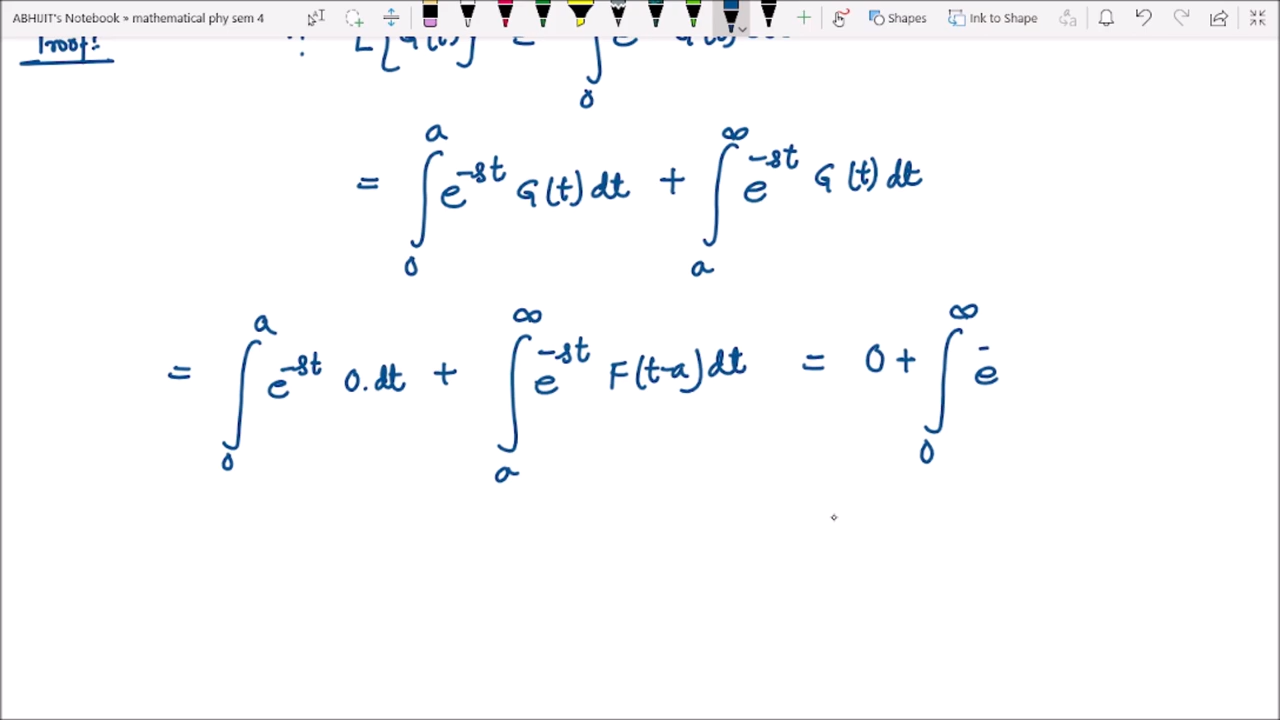 ABHIJIT's Notebook » mathematical phy sem 4 Shapes Ink to Shape
Proof:
= ∫₀ᵃ e^{-st} G(t) dt + ∫ₐ^∞ e^{-st} G(t) dt
= ∫₀ᵃ e^{-st} 0.dt + ∫ₐ^∞ e^{-st} F(t-a) dt = 0 + ∫₀^∞ e^-